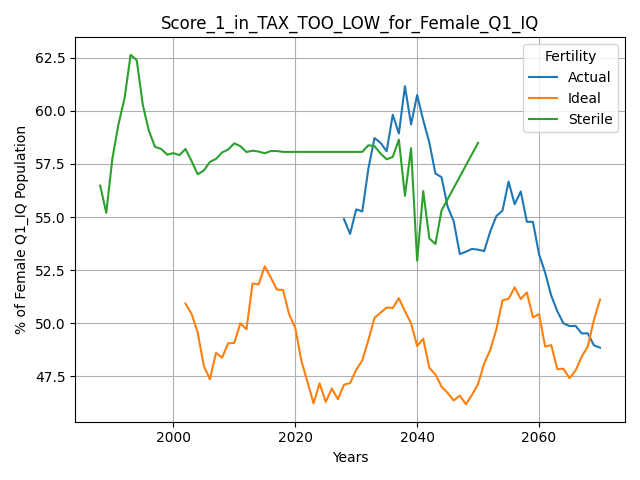 Score_1_in_TAX_TOO_LOW_for_Female_Q1_IQ
% of Female Q1_IQ Population
62.5
60.0
57.5
55.0
52.5
50.0
47.5
Fertility
Actual
Ideal
Sterile
2000
2020
2040
2060
Years